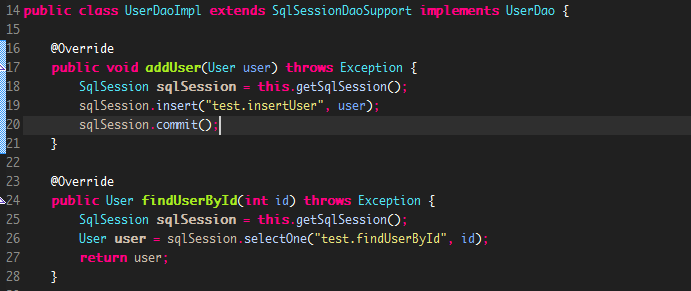 14 public class UserDaoImpl extends SqlSessionDaoSupport implements UserDao {
15
16     @Override
17     public void addUser(User user) throws Exception {
18         SqlSession sqlSession = this.getSqlSession();
19         sqlSession.insert("test.insertUser", user);
20         sqlSession.commit();
21     }
22
23     @Override
24     public User findUserById(int id) throws Exception {
25         SqlSession sqlSession = this.getSqlSession();
26         User user = sqlSession.selectOne("test.findUserById", id);
27         return user;
28     }